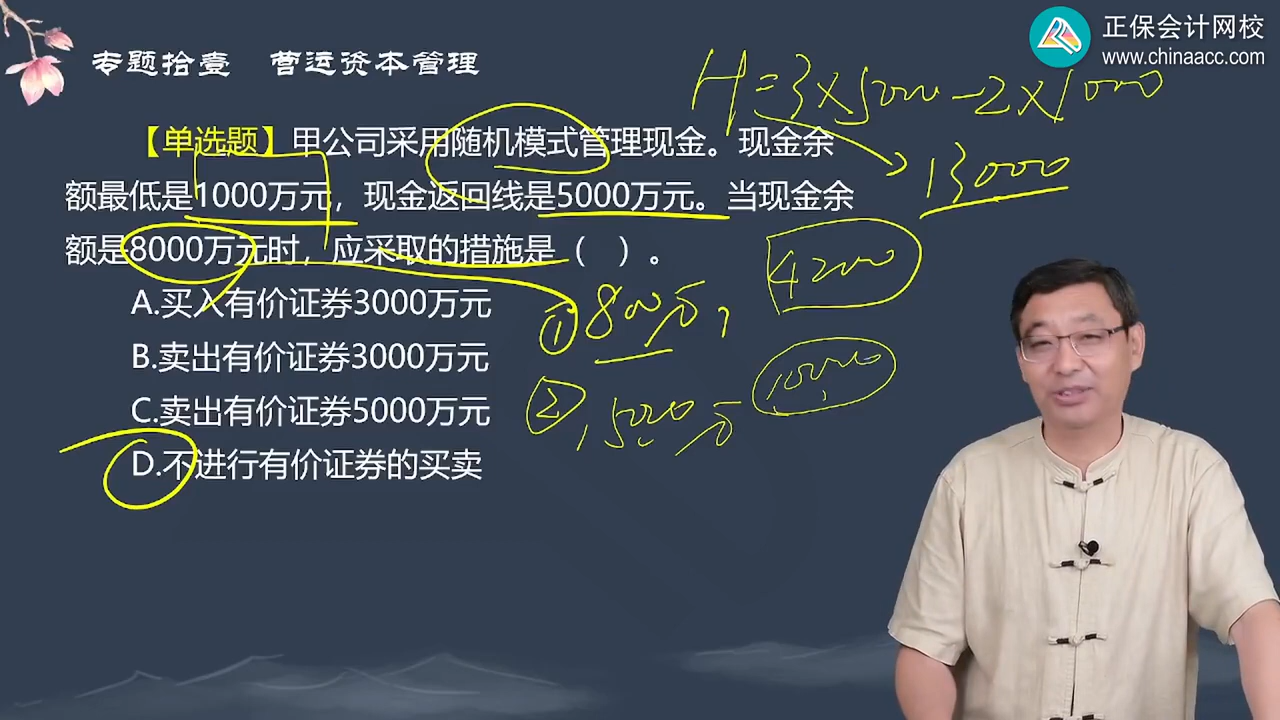 正保会计网校
www.chinaacc.com
专题拾壹 营运资本管理
H=3×5000-2×1000
13000
【单选题】甲公司采用随机模式管理现金。现金余
额最低是1000万元，现金返回线是5000万元。当现金余
额是8000万元时，应采取的措施是（ ）。
A.买入有价证券3000万元
B.卖出有价证券3000万元
C.卖出有价证券5000万元
D.不进行有价证券的买卖
①800万，
4200
②15000万
10000